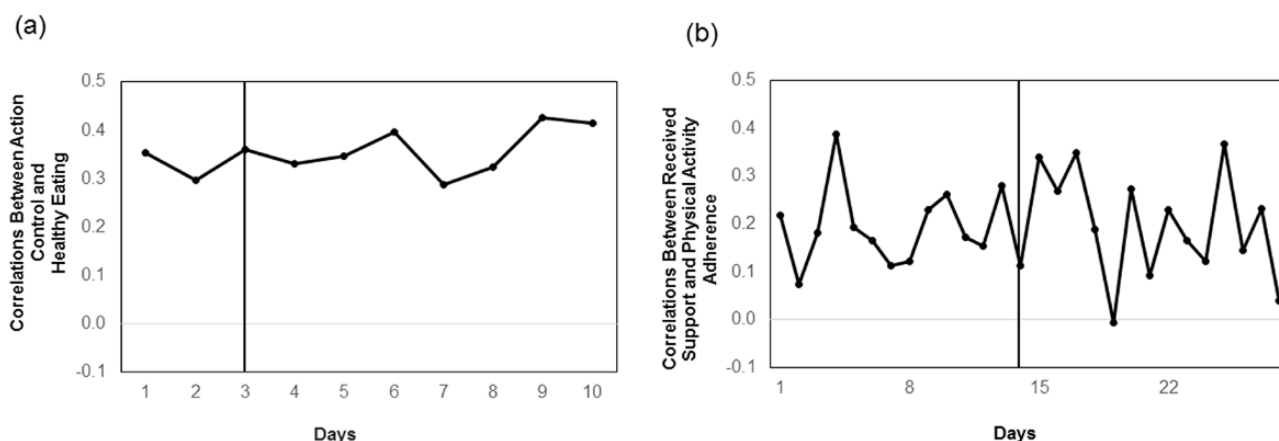 (a)
Correlations Between Action
Control and
Healthy Eating
0.5
0.4
0.3
0.2
0.1
0.0
-0.1
1 2 3 4 5 6 7 8 9 10
Days
(b)
Correlations Between Received
Support and Physical Activity
Adherence
0.5
0.4
0.3
0.2
0.1
0.0
-0.1
1 8 15 22
Days